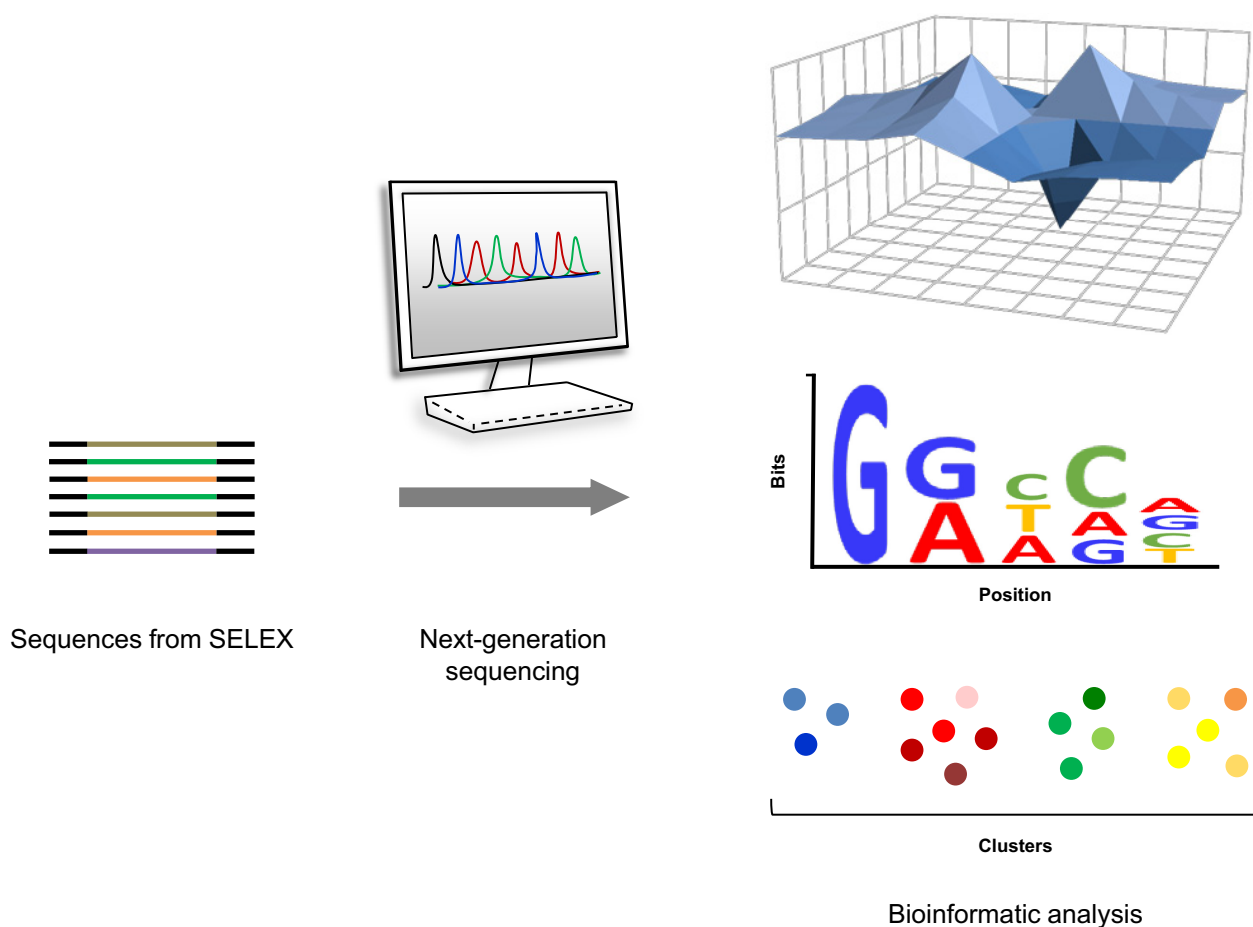 Bits
G G C C A
A T A G
A G C
T
Position
Sequences from SELEX
Next-generation
sequencing
Clusters
Bioinformatic analysis